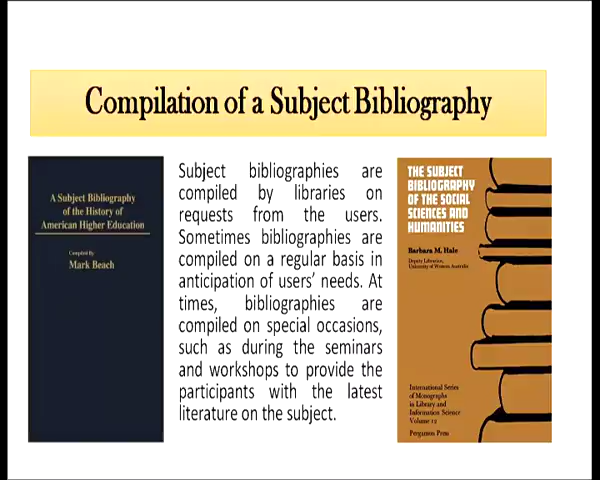 Compilation of a Subject Bibliography
A Subject Bibliography
of the History of
American Higher Education
Compiled By
Mark Beach
Subject bibliographies are
compiled by libraries on
requests from the users.
Sometimes bibliographies are
compiled on a regular basis in
anticipation of users’ needs. At
times, bibliographies are
compiled on special occasions,
such as during the seminars
and workshops to provide the
participants with the latest
literature on the subject.
THE SUBJECT
BIBLIOGRAPHY
OF THE SOCIAL
SCIENCES AND
HUMANITIES
Barbara M. Hale
Deputy Librarian,
University of Western Australia
International Series
of Monographs
in Library and
Information Science
Volume 12
Pergamon Press